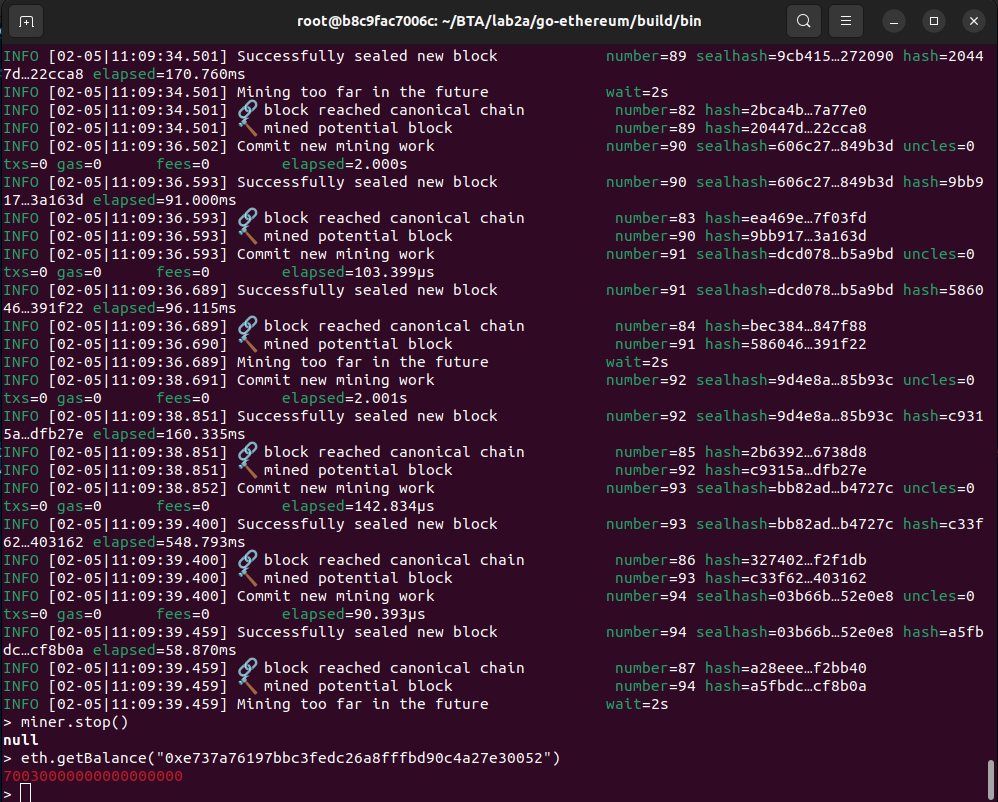 root@b8c9fac7006c: ~/BTA/lab2a/go-ethereum/build/bin
INFO [02-05|11:09:34.501] Successfully sealed new block number=89 sealhash=9cb415…272090 hash=2044
7d…22cca8 elapsed=170.760ms
INFO [02-05|11:09:34.501] Mining too far in the future wait=2s
INFO [02-05|11:09:34.501] 🔗 block reached canonical chain number=82 hash=2bca4b…7a77e0
INFO [02-05|11:09:34.501] 🔨 mined potential block number=89 hash=20447d…22cca8
INFO [02-05|11:09:36.502] Commit new mining work number=90 sealhash=606c27…849b3d uncles=0
txs=0 gas=0 fees=0 elapsed=2.000s
INFO [02-05|11:09:36.593] Successfully sealed new block number=90 sealhash=606c27…849b3d hash=9bb9
17…3a163d elapsed=91.000ms
INFO [02-05|11:09:36.593] 🔗 block reached canonical chain number=83 hash=ea469e…7f03fd
INFO [02-05|11:09:36.593] 🔨 mined potential block number=90 hash=9bb917…3a163d
INFO [02-05|11:09:36.593] Commit new mining work number=91 sealhash=dcd078…b5a9bd uncles=0
txs=0 gas=0 fees=0 elapsed=103.399µs
INFO [02-05|11:09:36.689] Successfully sealed new block number=91 sealhash=dcd078…b5a9bd hash=5860
46…391f22 elapsed=96.115ms
INFO [02-05|11:09:36.689] 🔗 block reached canonical chain number=84 hash=bec384…847f88
INFO [02-05|11:09:36.690] 🔨 mined potential block number=91 hash=586046…391f22
INFO [02-05|11:09:36.689] Mining too far in the future wait=2s
INFO [02-05|11:09:38.691] Commit new mining work number=92 sealhash=9d4e8a…85b93c uncles=0
txs=0 gas=0 fees=0 elapsed=2.001s
INFO [02-05|11:09:38.851] Successfully sealed new block number=92 sealhash=9d4e8a…85b93c hash=c931
5a…dfb27e elapsed=160.335ms
INFO [02-05|11:09:38.851] 🔗 block reached canonical chain number=85 hash=2b6392…6738d8
INFO [02-05|11:09:38.851] 🔨 mined potential block number=92 hash=c9315a…dfb27e
INFO [02-05|11:09:38.852] Commit new mining work number=93 sealhash=bb82ad…b4727c uncles=0
txs=0 gas=0 fees=0 elapsed=142.834µs
INFO [02-05|11:09:39.400] Successfully sealed new block number=93 sealhash=bb82ad…b4727c hash=c33f
62…403162 elapsed=548.793ms
INFO [02-05|11:09:39.400] 🔗 block reached canonical chain number=86 hash=327402…f2f1db
INFO [02-05|11:09:39.400] 🔨 mined potential block number=93 hash=c33f62…403162
INFO [02-05|11:09:39.400] Commit new mining work number=94 sealhash=03b66b…52e0e8 uncles=0
txs=0 gas=0 fees=0 elapsed=90.393µs
INFO [02-05|11:09:39.459] Successfully sealed new block number=94 sealhash=03b66b…52e0e8 hash=a5fb
dc…cf8b0a elapsed=58.870ms
INFO [02-05|11:09:39.459] 🔗 block reached canonical chain number=87 hash=a28eee…f2bb40
INFO [02-05|11:09:39.459] 🔨 mined potential block number=94 hash=a5fbdc…cf8b0a
INFO [02-05|11:09:39.459] Mining too far in the future wait=2s
> miner.stop()
null
> eth.getBalance("0xe737a76197bbc3fedc26a8fffbd90c4a27e30052")
70030000000000000000
>